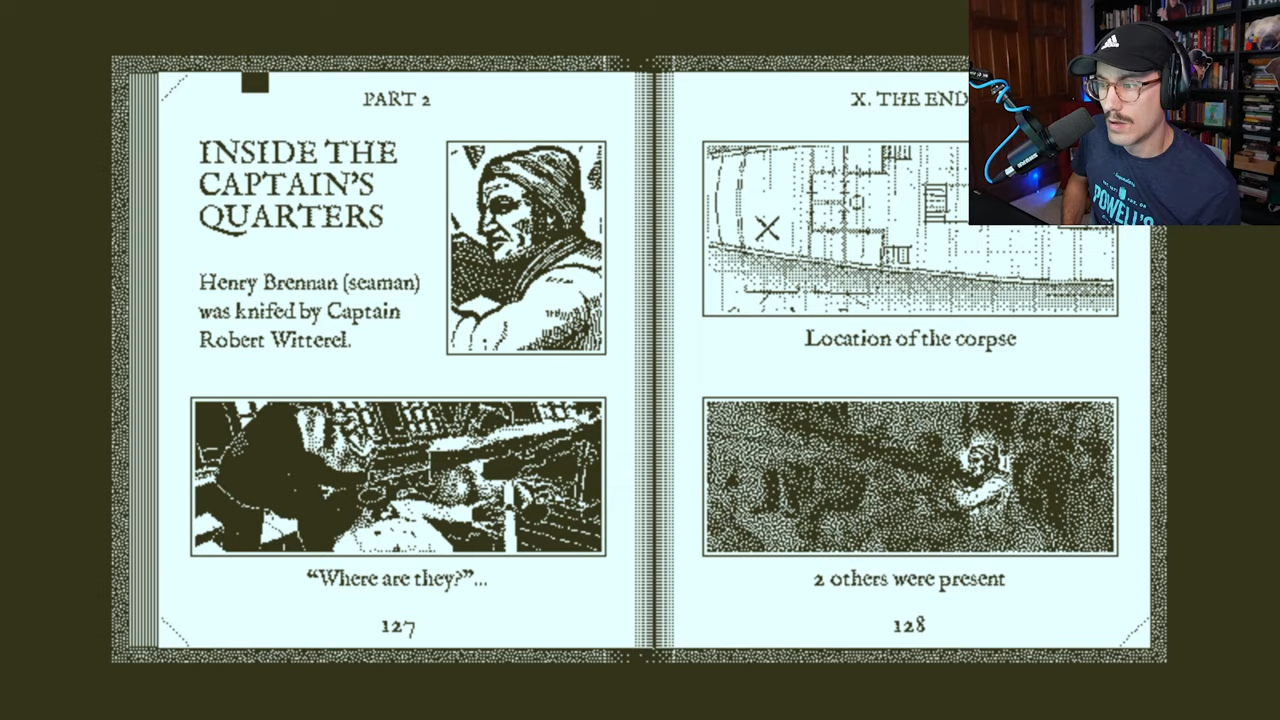 PART 2
INSIDE THE
CAPTAIN'S
QUARTERS
Henry Brennan (seaman)
was knifed by Captain
Robert Witterel.
"Where are they?"...
127
X. THE END
Location of the corpse
2 others were present
128
POWELL'S